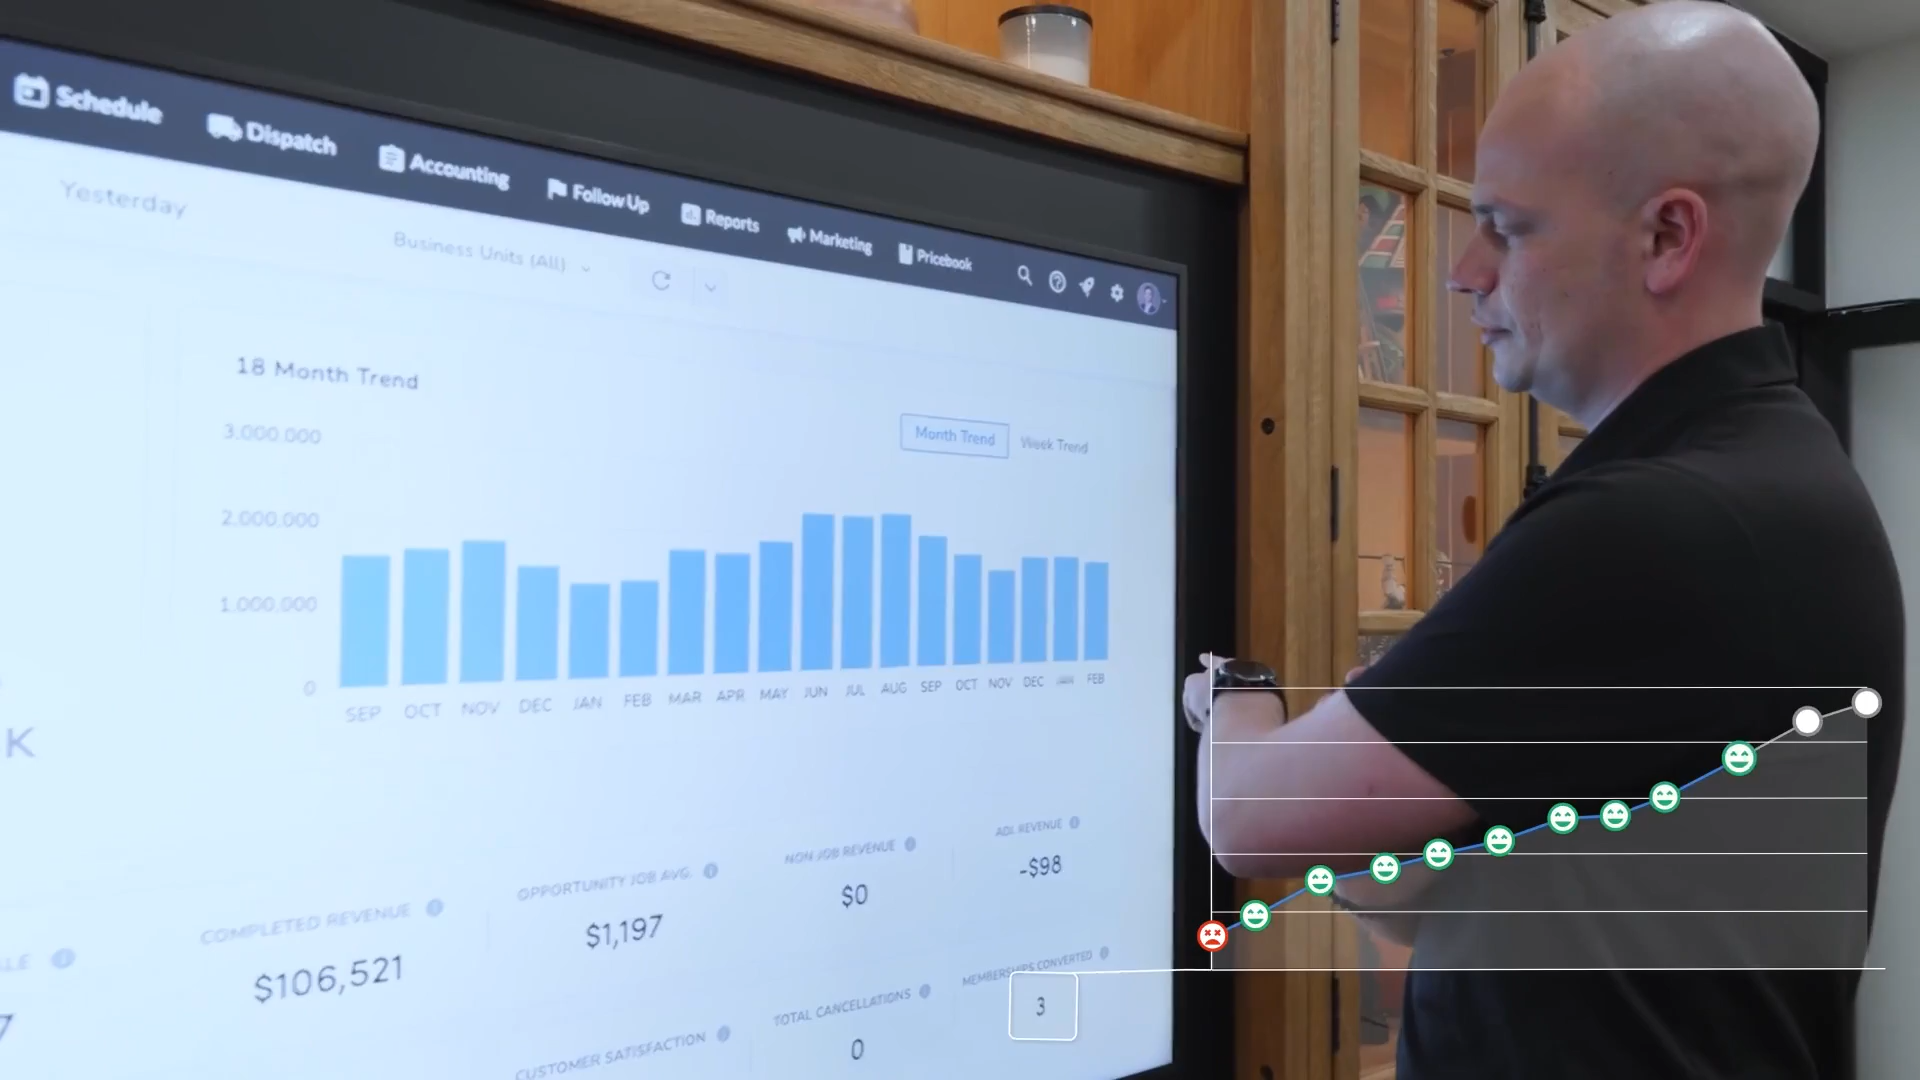 Schedule
Dispatch
Accounting
Follow Up
Reports
Marketing
Pricebook
Yesterday
Business Units (All)
18 Month Trend
Month Trend
Week Trend
3,000,000
2,000,000
1,000,000
0
SEP OCT NOV DEC JAN FEB MAR APR MAY JUN JUL AUG SEP OCT NOV DEC JAN FEB
K
COMPLETED REVENUE
$106,521
OPPORTUNITY JOB AVG.
$1,197
NON JOB REVENUE
$0
ADJ. REVENUE
-$98
CUSTOMER SATISFACTION
TOTAL CANCELLATIONS
0
MEMBERSHIPS CONVERTED
3